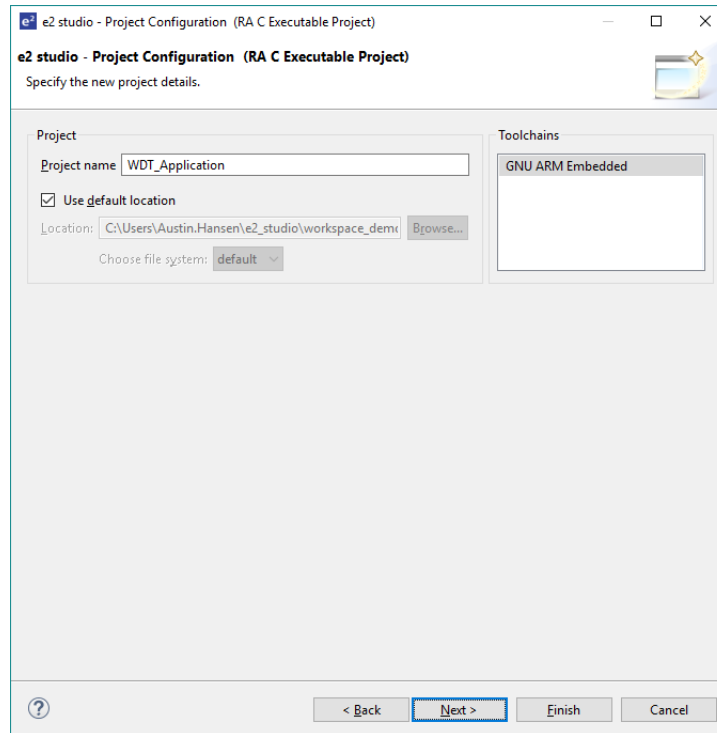 e² e2 studio - Project Configuration (RA C Executable Project)
e2 studio - Project Configuration (RA C Executable Project)
Specify the new project details.
Project
Project name WDT_Application
Use default location
Location: C:\Users\Austin.Hansen\e2_studio\workspace_demo Browse...
Choose file system: default
Toolchains
GNU ARM Embedded
? < Back Next > Finish Cancel